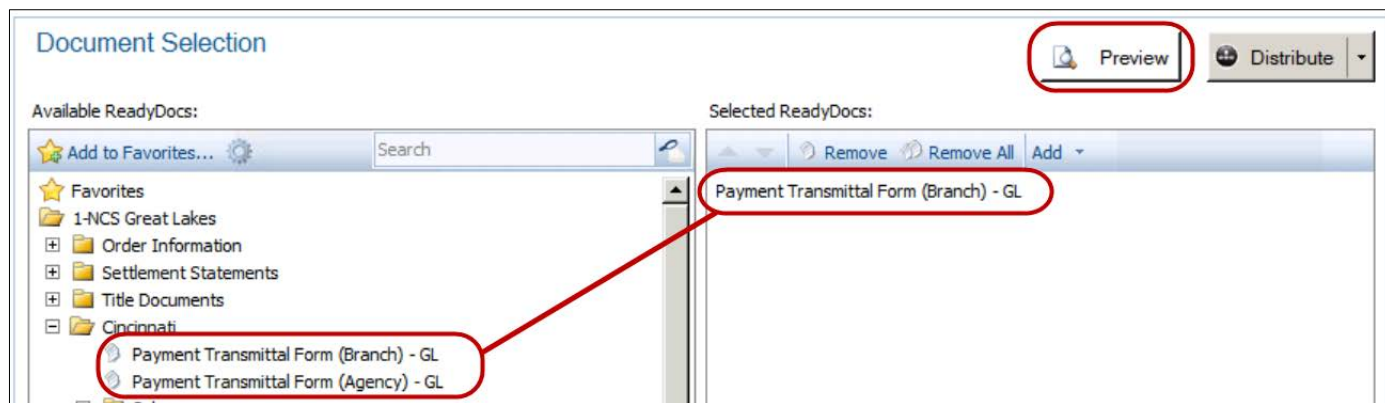 Document Selection
Preview
Distribute
Available ReadyDocs:
Selected ReadyDocs:
Add to Favorites...
Search
Remove
Remove All
Add
Favorites
Payment Transmittal Form (Branch) - GL
1-NCS Great Lakes
Order Information
Settlement Statements
Title Documents
Cincinnati
Payment Transmittal Form (Branch) - GL
Payment Transmittal Form (Agency) - GL